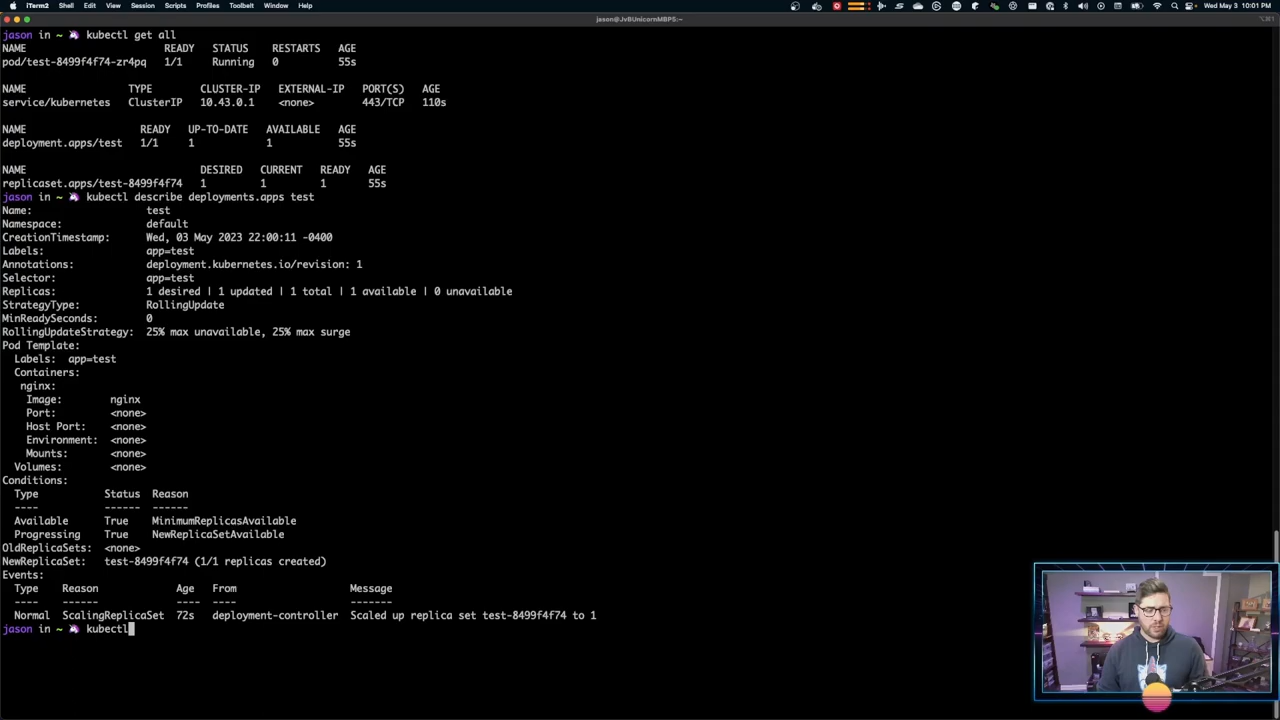 iTerm2 Shell Edit View Session Scripts Profiles Toolbelt Window Help Wed May 3 10:01 PM
jason@JvBUnicornMBPS:~
⌥⌘1
jason in ~ 🦄 kubectl get all
NAME READY STATUS RESTARTS AGE
pod/test-8499f4f74-zr4pq 1/1 Running 0 55s
NAME TYPE CLUSTER-IP EXTERNAL-IP PORT(S) AGE
service/kubernetes ClusterIP 10.43.0.1 <none> 443/TCP 110s
NAME READY UP-TO-DATE AVAILABLE AGE
deployment.apps/test 1/1 1 1 55s
NAME DESIRED CURRENT READY AGE
replicaset.apps/test-8499f4f74 1 1 1 55s
jason in ~ 🦄 kubectl describe deployments.apps test
Name: test
Namespace: default
CreationTimestamp: Wed, 03 May 2023 22:00:11 -0400
Labels: app=test
Annotations: deployment.kubernetes.io/revision: 1
Selector: app=test
Replicas: 1 desired | 1 updated | 1 total | 1 available | 0 unavailable
StrategyType: RollingUpdate
MinReadySeconds: 0
RollingUpdateStrategy: 25% max unavailable, 25% max surge
Pod Template:
Labels: app=test
Containers:
nginx:
Image: nginx
Port: <none>
Host Port: <none>
Environment: <none>
Mounts: <none>
Volumes: <none>
Conditions:
Type Status Reason
---- ------ ------
Available True MinimumReplicasAvailable
Progressing True NewReplicaSetAvailable
OldReplicaSets: <none>
NewReplicaSet: test-8499f4f74 (1/1 replicas created)
Events:
Type Reason Age From Message
---- ------ ---- ---- -------
Normal ScalingReplicaSet 72s deployment-controller Scaled up replica set test-8499f4f74 to 1
jason in ~ 🦄 kubectl